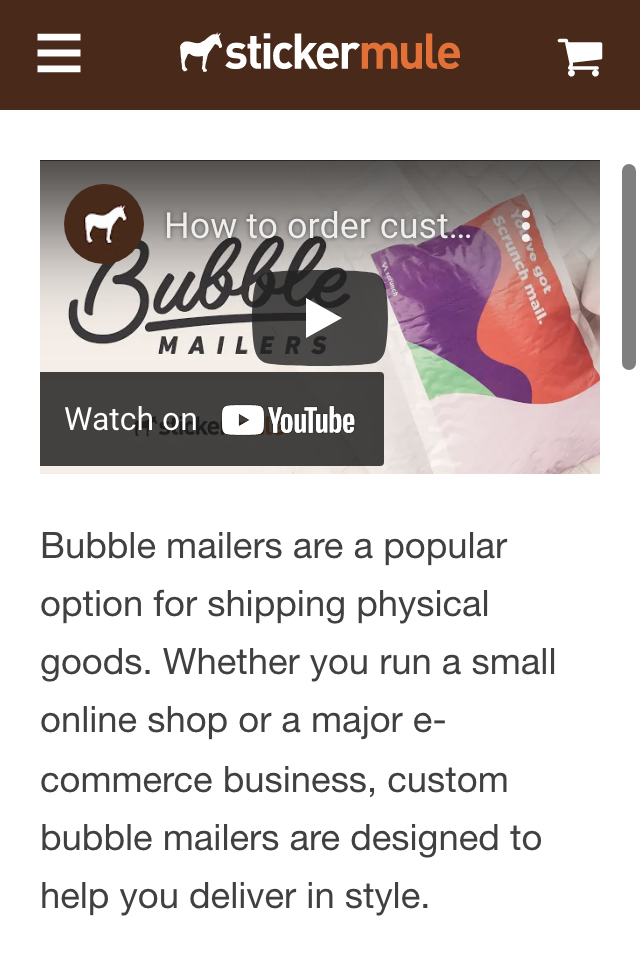 stickermule
How to order cust...
Bubble
MAILERS
You've got
Scrunch mail.
Watch on YouTube
Bubble mailers are a popular
option for shipping physical
goods. Whether you run a small
online shop or a major e-
commerce business, custom
bubble mailers are designed to
help you deliver in style.